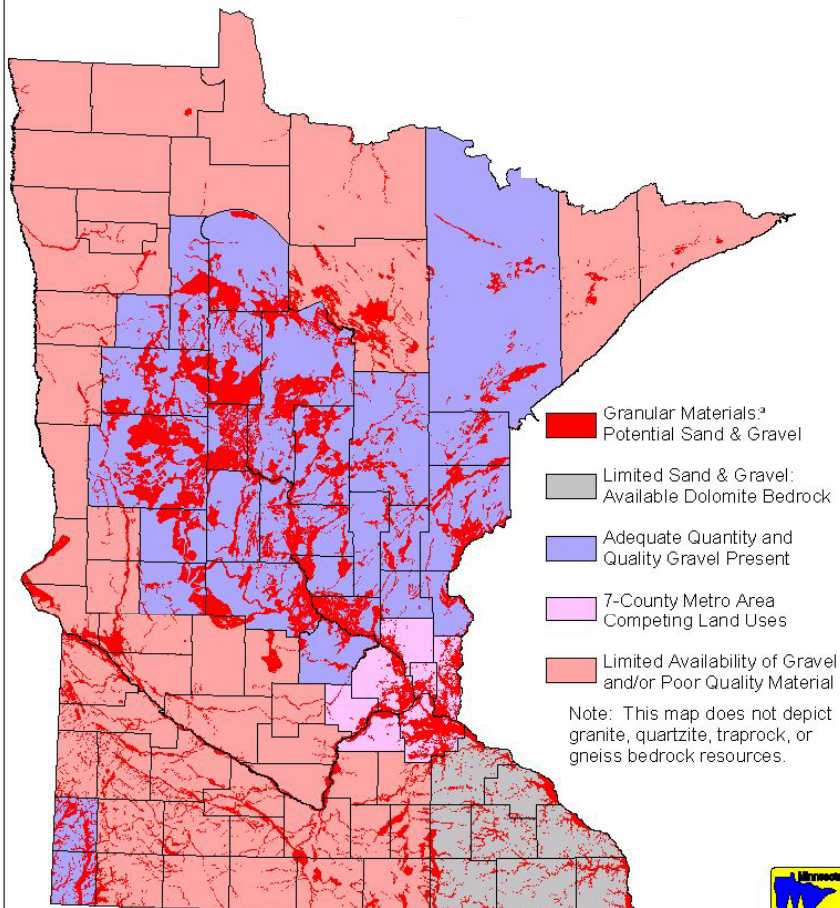 Granular Materials:ª
Potential Sand & Gravel
Limited Sand & Gravel:
Available Dolomite Bedrock
Adequate Quantity and
Quality Gravel Present
7-County Metro Area
Competing Land Uses
Limited Availability of Gravel
and/or Poor Quality Material
Note: This map does not depict
granite, quartzite, traprock, or
gneiss bedrock resources.
Minnesota